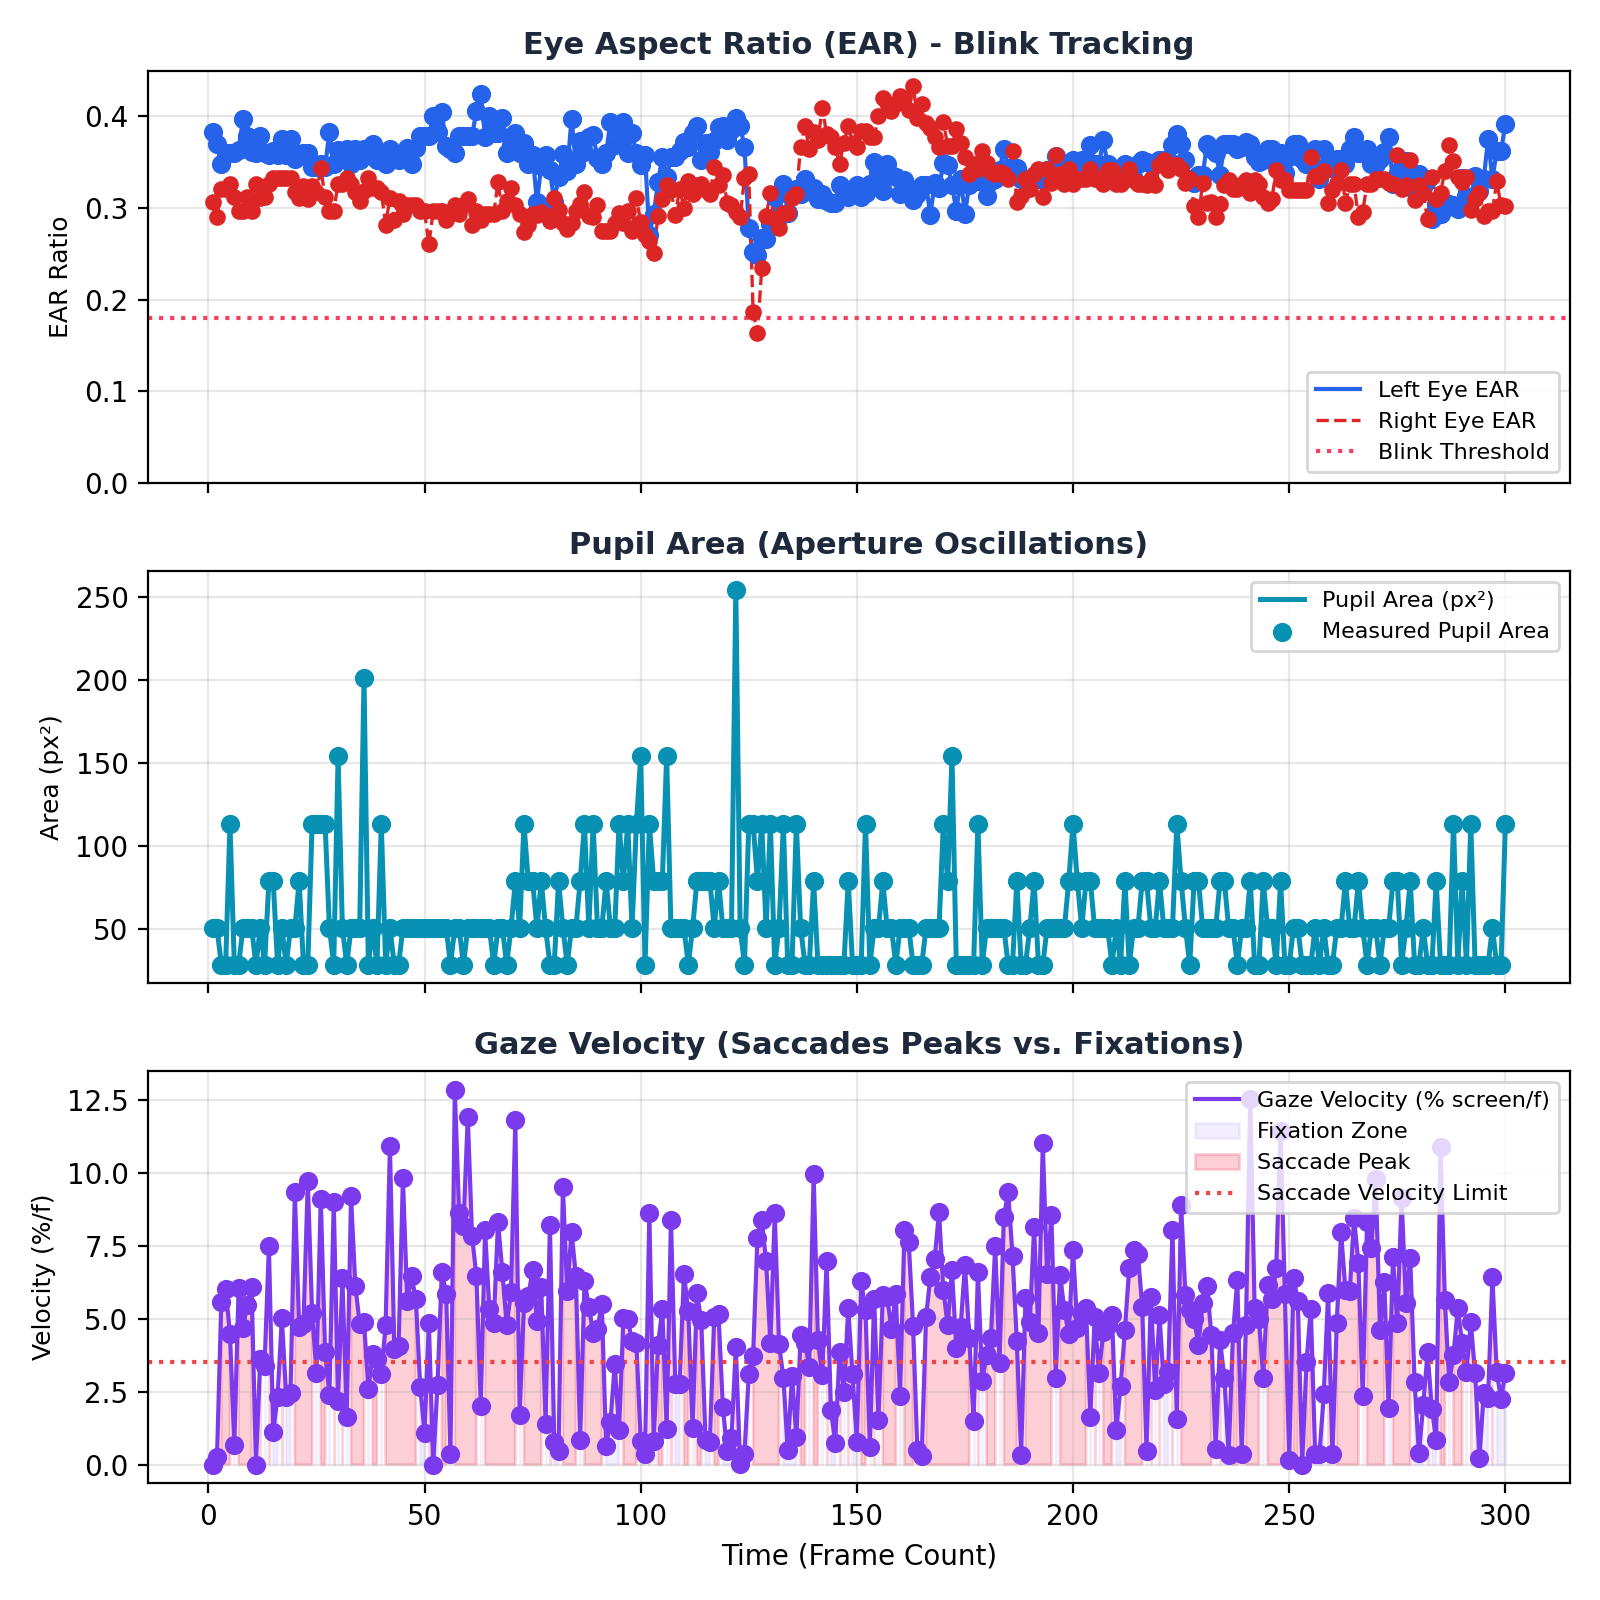 Eye Aspect Ratio (EAR) - Blink Tracking
EAR Ratio
0.4
0.3
0.2
0.1
0.0
Left Eye EAR
Right Eye EAR
Blink Threshold
Pupil Area (Aperture Oscillations)
Area (px²)
250
200
150
100
50
Pupil Area (px²)
Measured Pupil Area
Gaze Velocity (Saccades Peaks vs. Fixations)
Velocity (%/f)
12.5
10.0
7.5
5.0
2.5
0.0
Gaze Velocity (% screen/f)
Fixation Zone
Saccade Peak
Saccade Velocity Limit
0 50 100 150 200 250 300
Time (Frame Count)